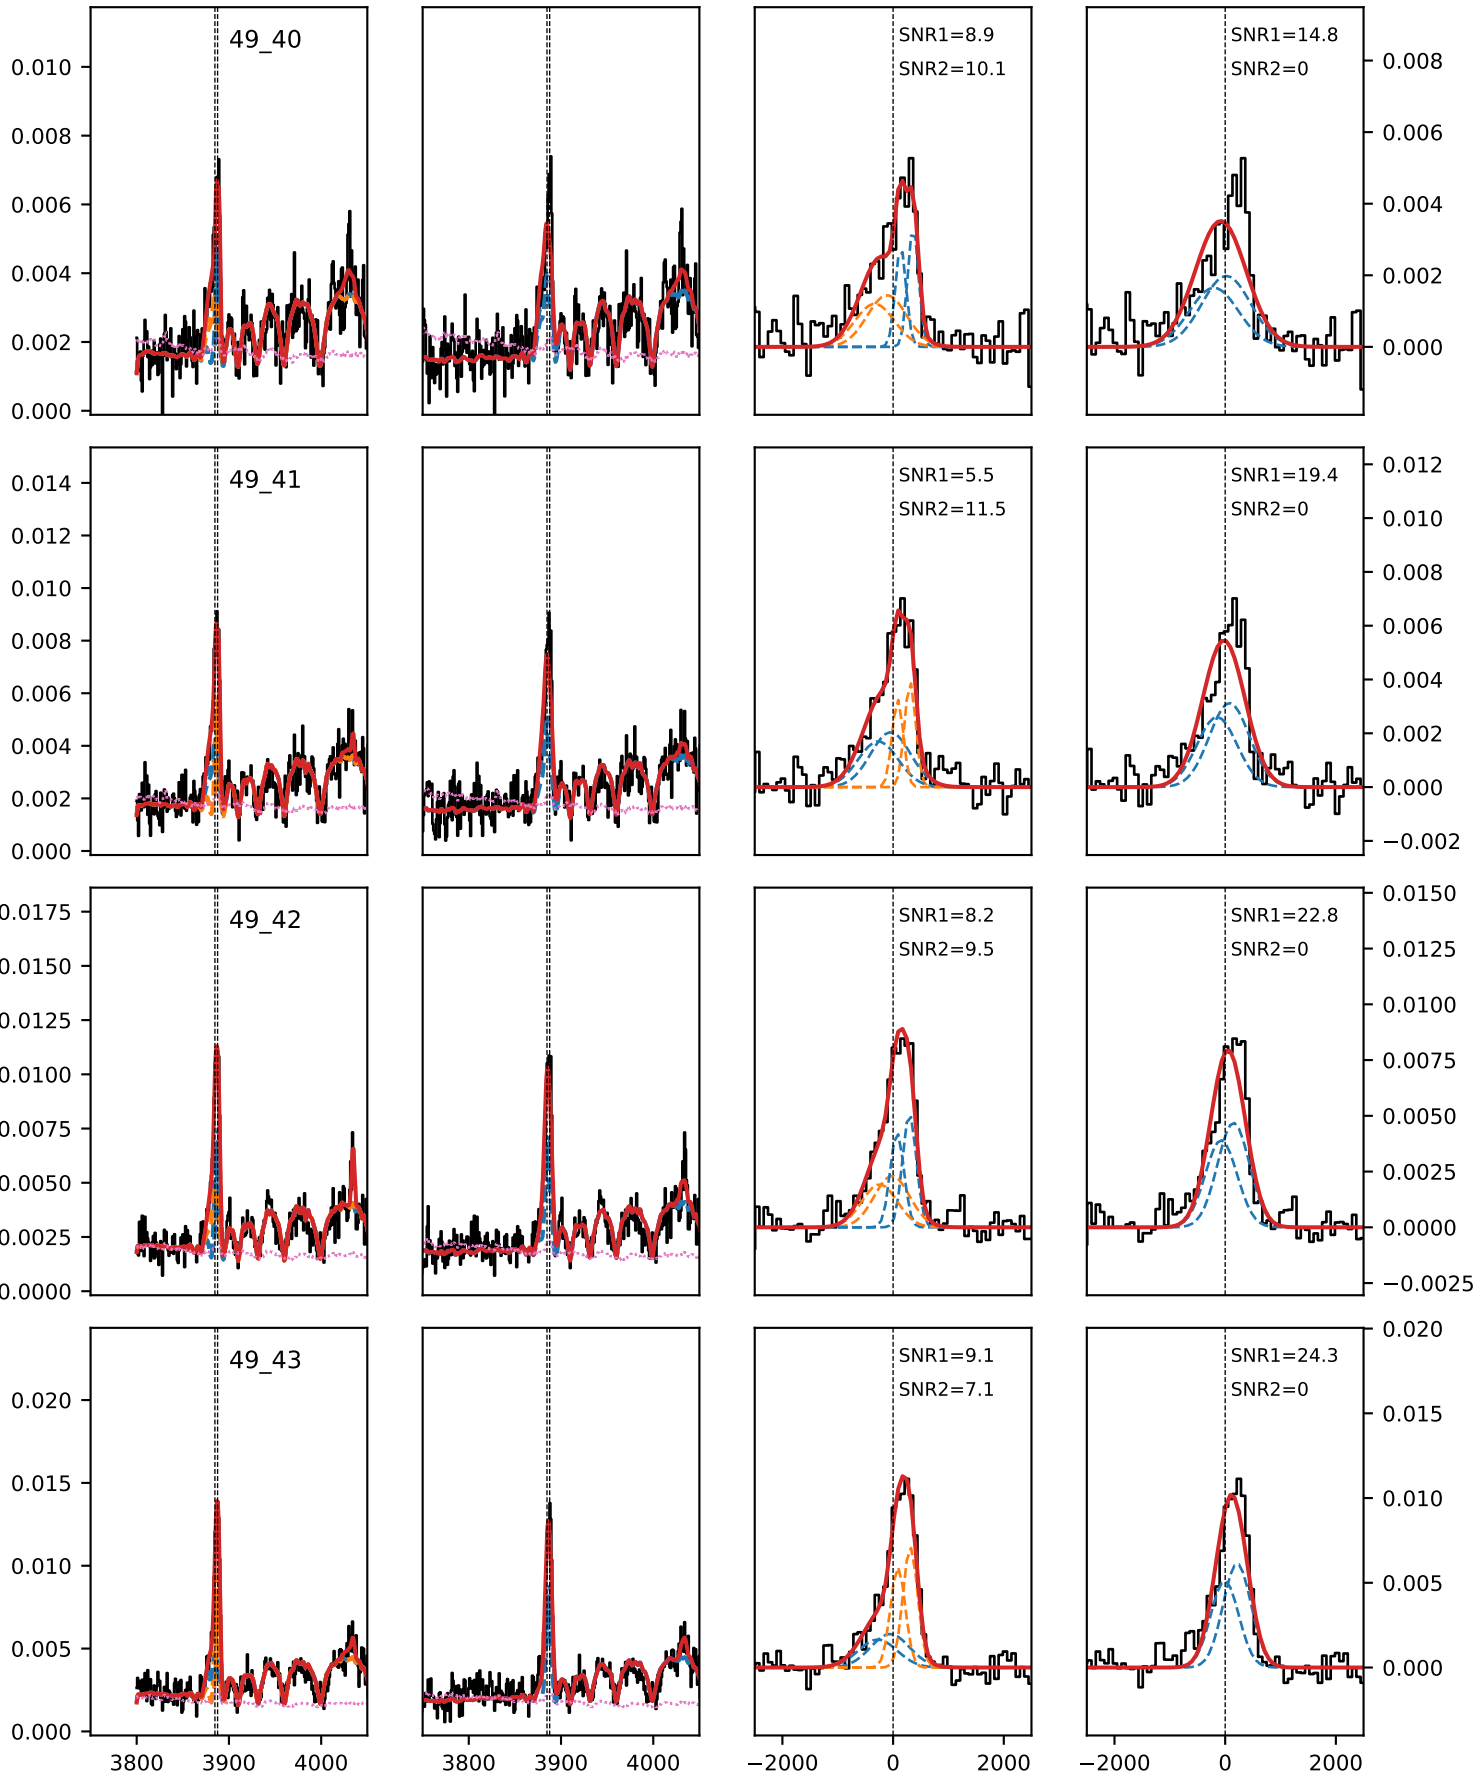 49_40
SNR1=8.9
SNR2=10.1
SNR1=14.8
SNR2=0
0.010
0.008
0.006
0.004
0.002
0.000
0.008
0.006
0.004
0.002
0.000
49_41
SNR1=5.5
SNR2=11.5
SNR1=19.4
SNR2=0
0.014
0.012
0.010
0.008
0.006
0.004
0.002
0.000
0.012
0.010
0.008
0.006
0.004
0.002
0.000
−0.002
49_42
SNR1=8.2
SNR2=9.5
SNR1=22.8
SNR2=0
0.0175
0.0150
0.0125
0.0100
0.0075
0.0050
0.0025
0.0000
0.0150
0.0125
0.0100
0.0075
0.0050
0.0025
0.0000
−0.0025
49_43
SNR1=9.1
SNR2=7.1
SNR1=24.3
SNR2=0
0.020
0.015
0.010
0.005
0.000
0.020
0.015
0.010
0.005
0.000
3800 3900 4000
3800 3900 4000
−2000 0 2000
−2000 0 2000